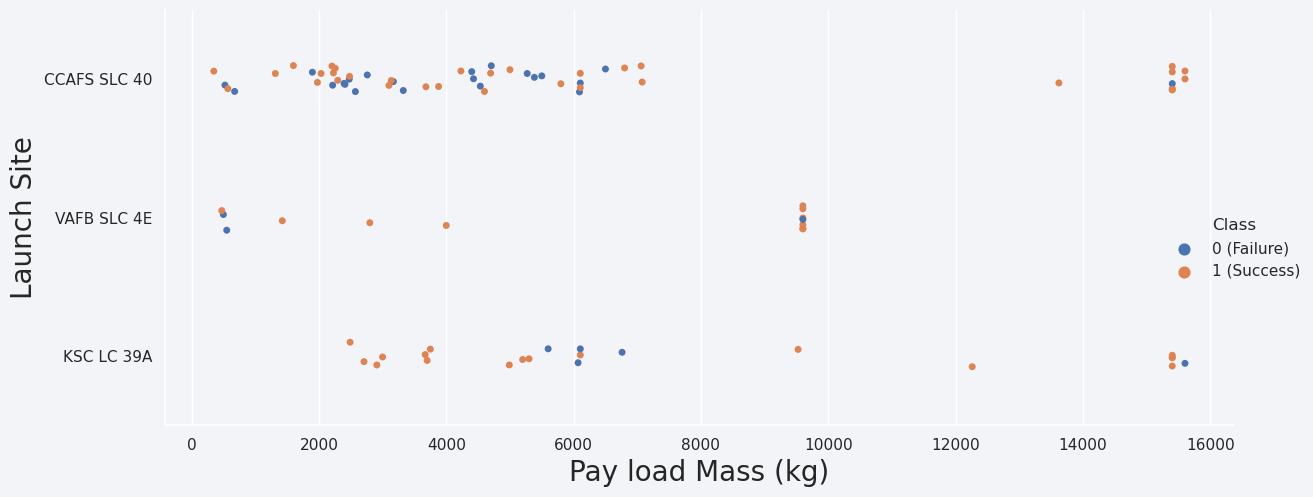 CCAFS SLC 40
VAFB SLC 4E
KSC LC 39A
Launch Site
Class
0 (Failure)
1 (Success)
0 2000 4000 6000 8000 10000 12000 14000 16000
Pay load Mass (kg)